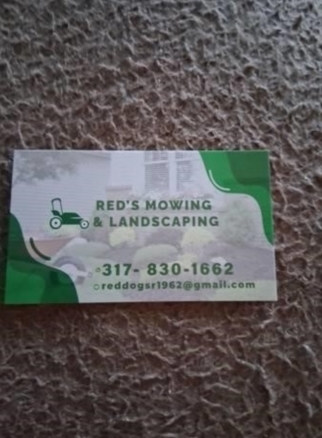 RED'S MOWING
& LANDSCAPING
317- 830-1662
reddogsr1962@gmail.com